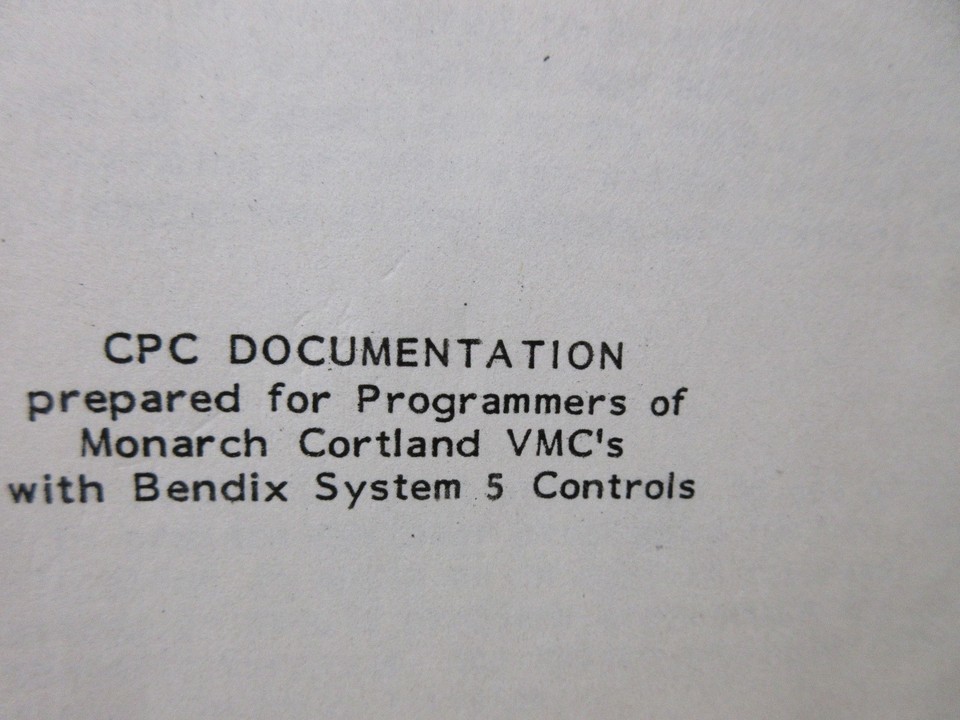 CPC DOCUMENTATION
prepared for Programmers of
Monarch Cortland VMC's
with Bendix System 5 Controls